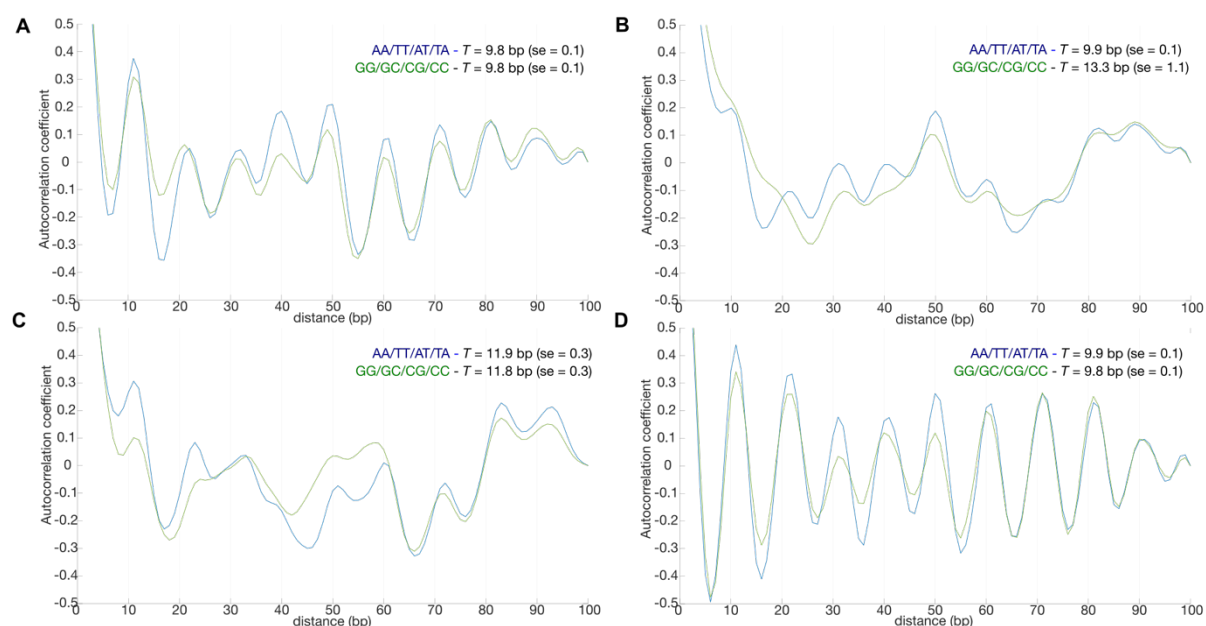 A
AA/TT/AT/TA - T = 9.8 bp (se = 0.1)
GG/GC/CG/CC - T = 9.8 bp (se = 0.1)
Autocorrelation coefficient
0.5
0.4
0.3
0.2
0.1
0
-0.1
-0.2
-0.3
-0.4
-0.5
0 10 20 30 40 50 60 70 80 90 100
distance (bp)
B
AA/TT/AT/TA - T = 9.9 bp (se = 0.1)
GG/GC/CG/CC - T = 13.3 bp (se = 1.1)
Autocorrelation coefficient
0.5
0.4
0.3
0.2
0.1
0
-0.1
-0.2
-0.3
-0.4
-0.5
0 10 20 30 40 50 60 70 80 90 100
distance (bp)
C
AA/TT/AT/TA - T = 11.9 bp (se = 0.3)
GG/GC/CG/CC - T = 11.8 bp (se = 0.3)
Autocorrelation coefficient
0.5
0.4
0.3
0.2
0.1
0
-0.1
-0.2
-0.3
-0.4
-0.5
0 10 20 30 40 50 60 70 80 90 100
distance (bp)
D
AA/TT/AT/TA - T = 9.9 bp (se = 0.1)
GG/GC/CG/CC - T = 9.8 bp (se = 0.1)
Autocorrelation coefficient
0.5
0.4
0.3
0.2
0.1
0
-0.1
-0.2
-0.3
-0.4
-0.5
0 10 20 30 40 50 60 70 80 90 100
distance (bp)